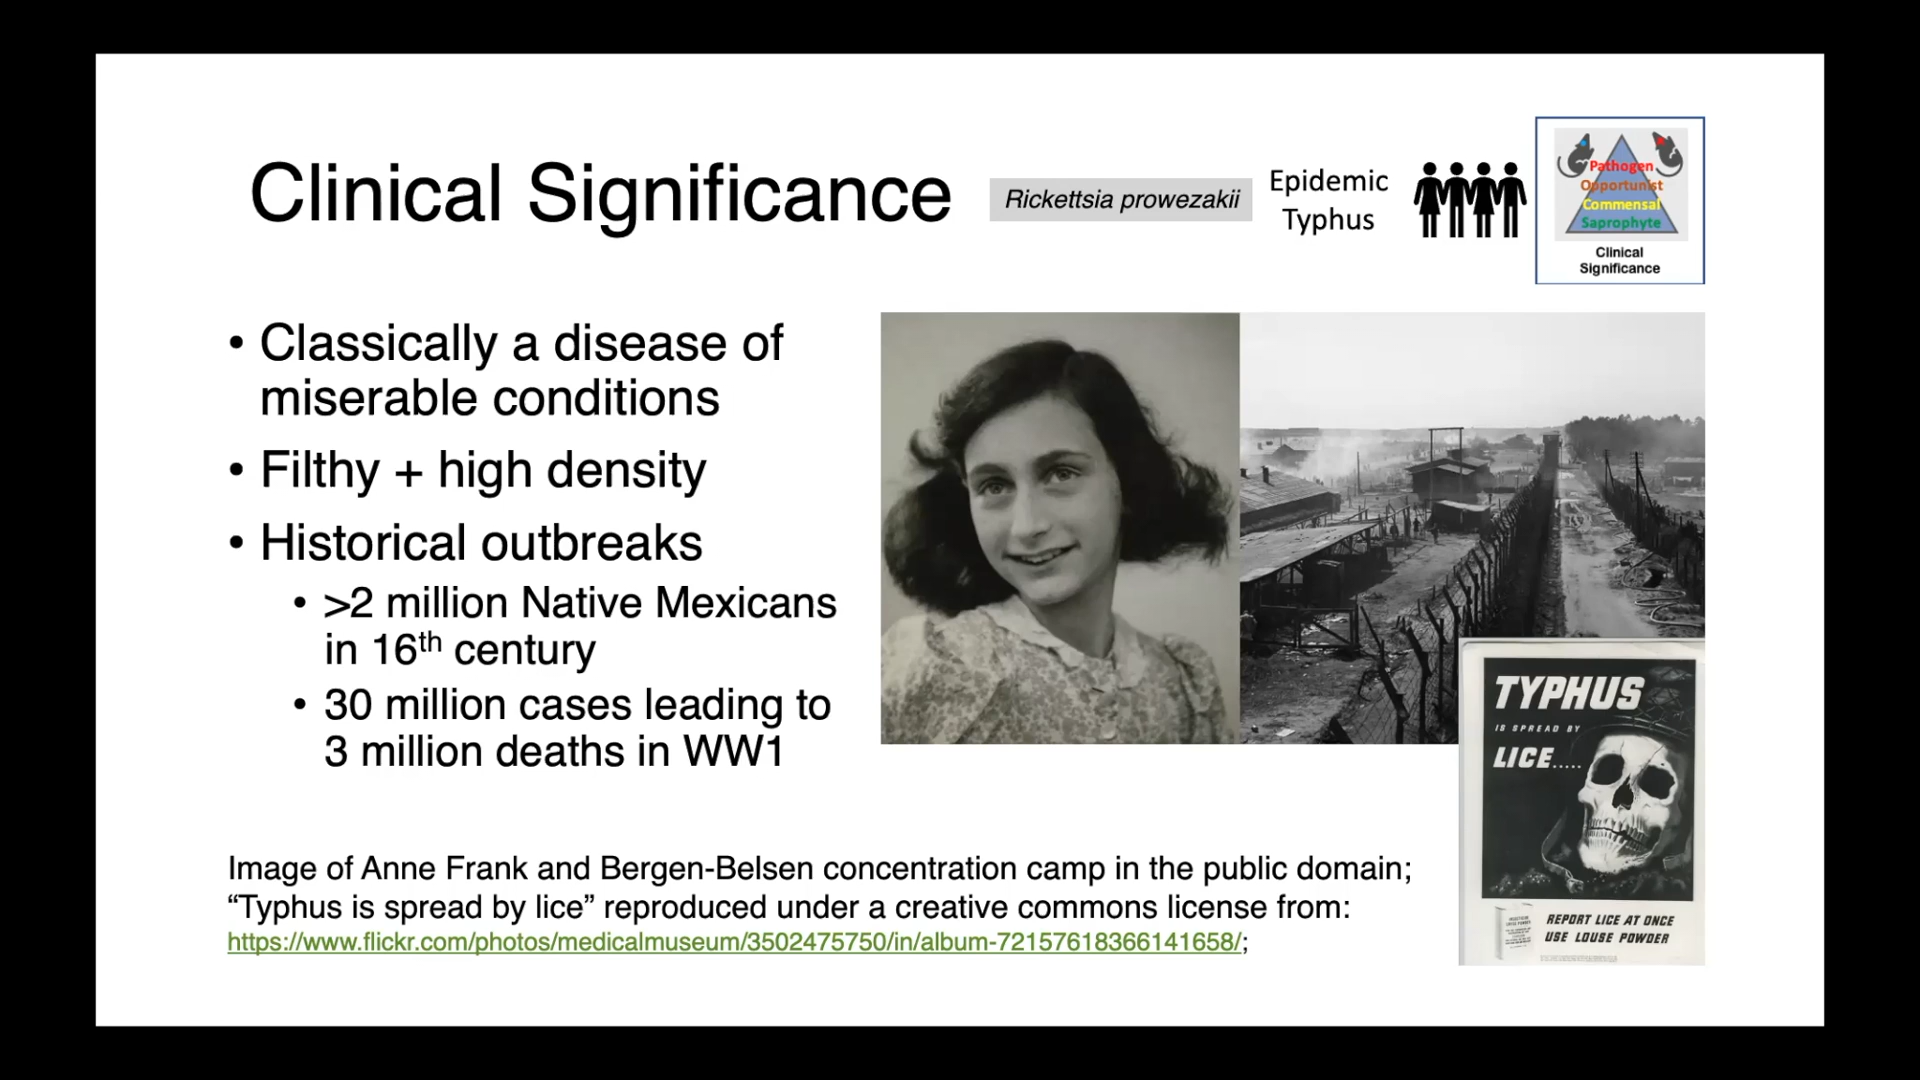 Clinical Significance
Rickettsia prowezakii
Epidemic
Typhus
Pathogen
Opportunist
Commensal
Saprophyte
Clinical
Significance
• Classically a disease of
miserable conditions
• Filthy + high density
• Historical outbreaks
• >2 million Native Mexicans
in 16th century
• 30 million cases leading to
3 million deaths in WW1
TYPHUS
IS SPREAD BY
LICE.....
REPORT LICE AT ONCE
USE LOUSE POWDER
Image of Anne Frank and Bergen-Belsen concentration camp in the public domain;
“Typhus is spread by lice” reproduced under a creative commons license from:
https://www.flickr.com/photos/medicalmuseum/3502475750/in/album-72157618366141658/;